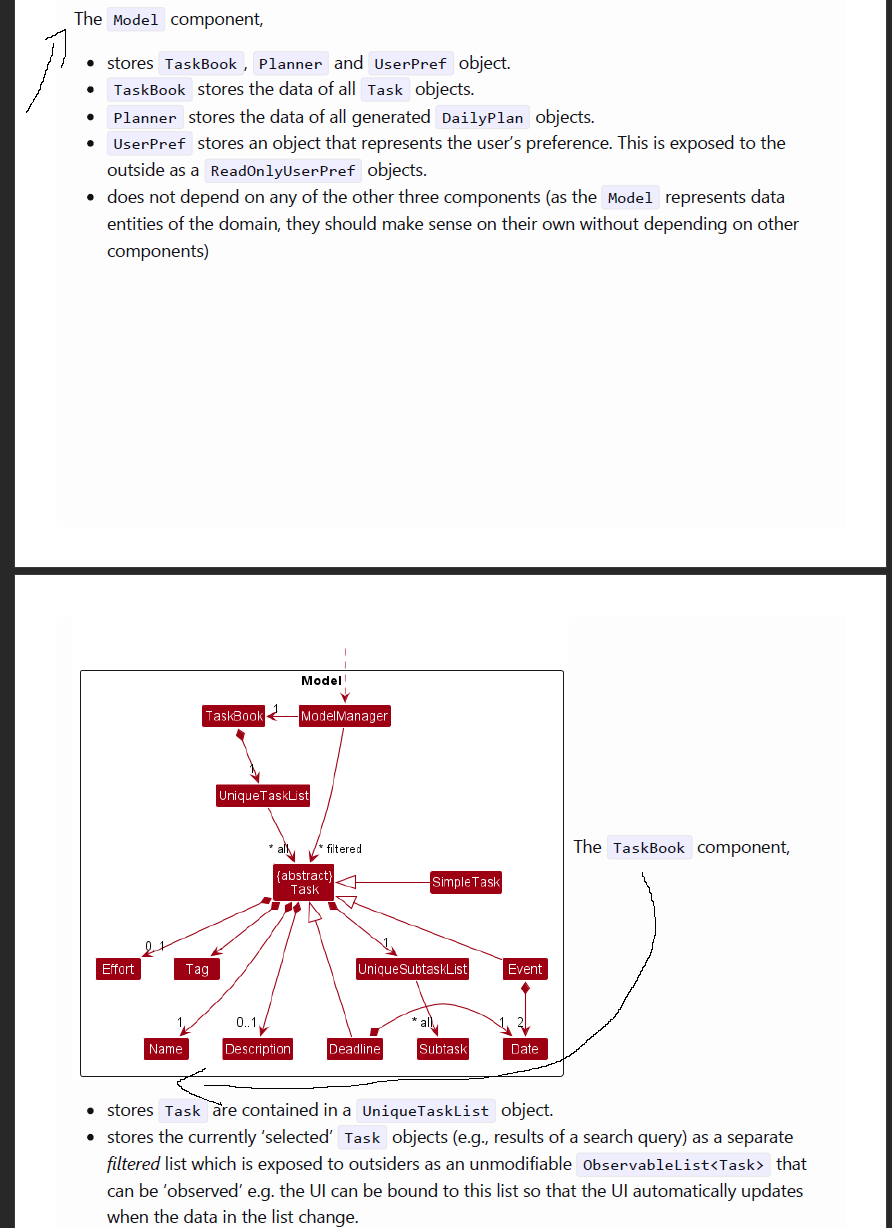 The Model component,
• stores TaskBook, Planner and UserPref object.
• TaskBook stores the data of all Task objects.
• Planner stores the data of all generated DailyPlan objects.
• UserPref stores an object that represents the user’s preference. This is exposed to the
outside as a ReadOnlyUserPref objects.
• does not depend on any of the other three components (as the Model represents data
entities of the domain, they should make sense on their own without depending on other
components)
Model
TaskBook 1 ModelManager
1
UniqueTaskList
* all * filtered
{abstract}
Task
SimpleTask
0..1 1
Effort Tag UniqueSubtaskList Event
1 0..1 * all 1 2
Name Description Deadline Subtask Date
The TaskBook component,
• stores Task are contained in a UniqueTaskList object.
• stores the currently ‘selected’ Task objects (e.g., results of a search query) as a separate
filtered list which is exposed to outsiders as an unmodifiable ObservableList<Task> that
can be ‘observed’ e.g. the UI can be bound to this list so that the UI automatically updates
when the data in the list change.